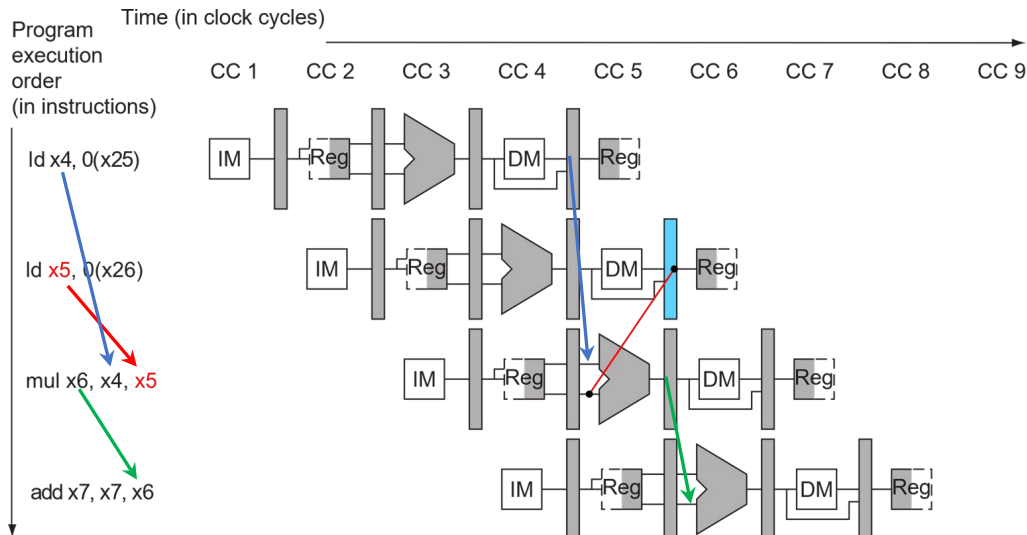 Time (in clock cycles)
Program
execution
order
(in instructions)
CC 1 CC 2 CC 3 CC 4 CC 5 CC 6 CC 7 CC 8 CC 9
ld x4, 0(x25) IM Reg DM Reg
ld x5, 0(x26) IM Reg DM Reg
mul x6, x4, x5 IM Reg DM Reg
add x7, x7, x6 IM Reg DM Reg